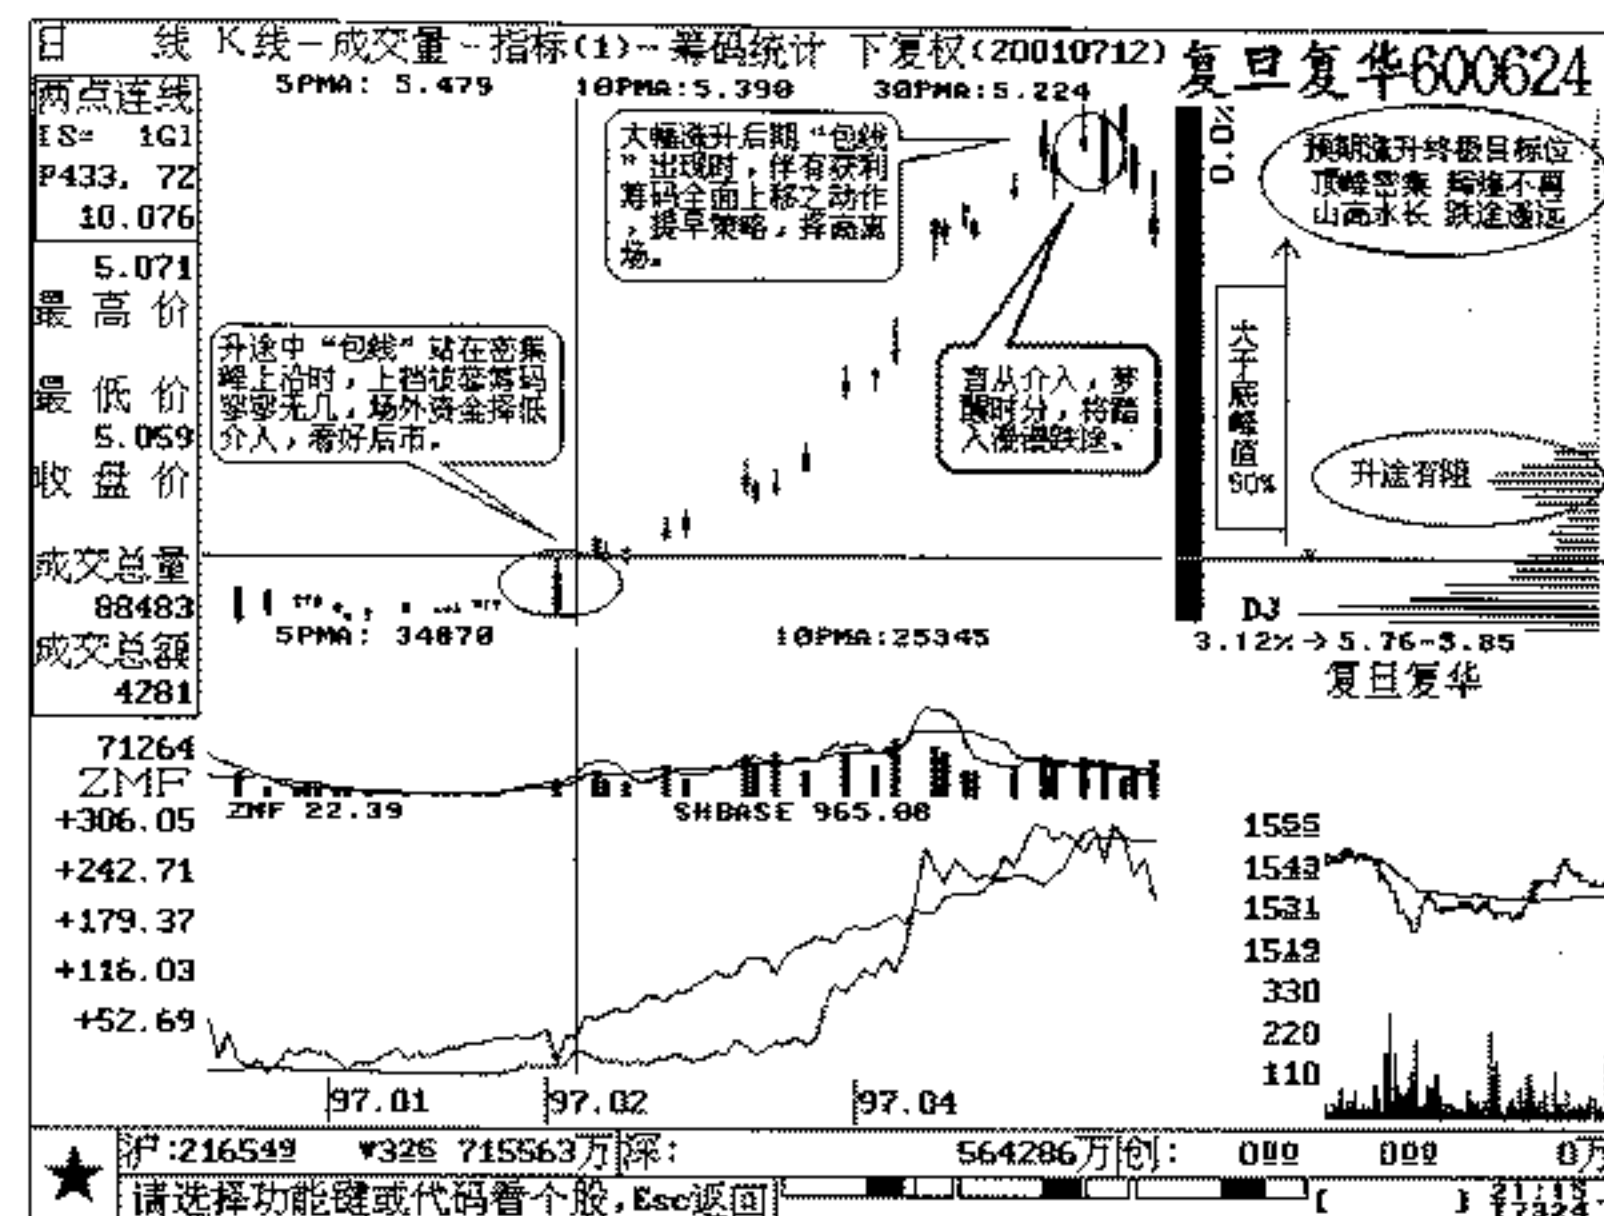 日 线 K线-成交量-指标(1)-筹码统计 下复权(20010712)
复旦复华600624
两点连线
5PMA: 5.479 10PMA:5.390 30PMA:5.224
P433, 72
10.076
5.071
最高价
最低价
5.059
收盘价
成交总量
88483
成交总额
4281
71264
大幅涨升后期“包线
”出现时，伴有获利
筹码全面上移之动作
，提早策略，择高离
场。
升途中“包线”站在密集
峰上沿时，上档被套筹码
寥寥无几，场外资金择低
介入，看好后市。
盲从介入，梦
醒时分，将踏
入漫漫跌途。
0.0%
预期涨升终极目标位
顶峰密集 辉煌不再
山高水长 跌途遥远
大于底峰值90%
升途有阻
D3
3.12%→5.76-5.85
复旦复华
5PMA: 34870 10PMA:25345
ZMF
ZMF 22.39 SHBASE 965.08
+306.05
+242.71
+179.37
+116.03
+52.69
97.01 97.02 97.04
1555
1543
1531
1519
330
220
110
沪:216549 ▼326 715563万 深: 564286万 创: 000 000 0万
请选择功能键或代码看个股,Esc返回